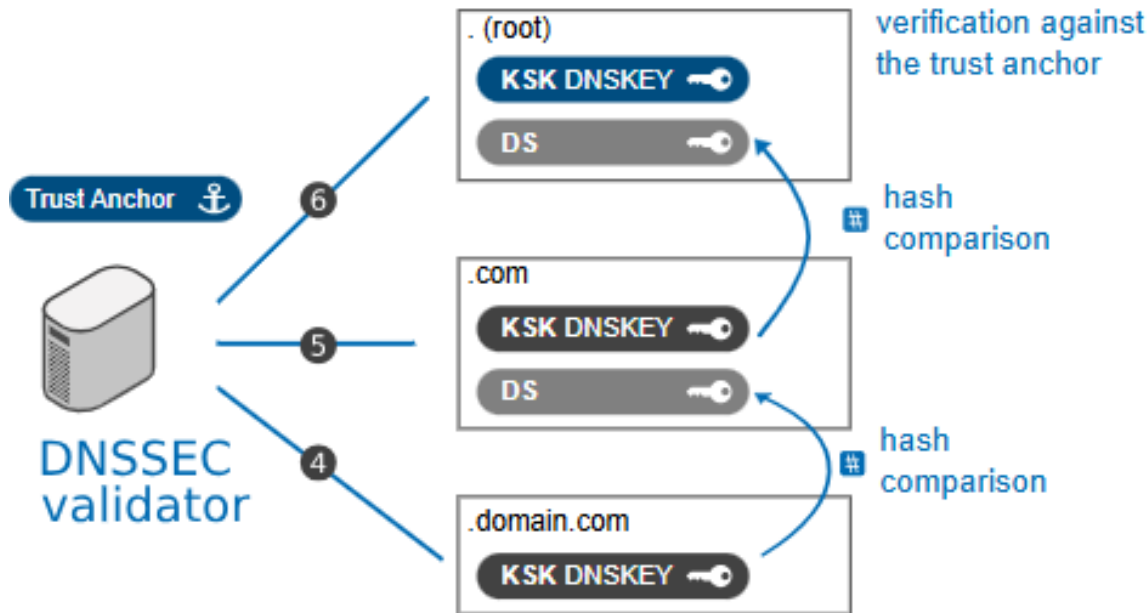 . (root)
KSK DNSKEY
DS
verification against
the trust anchor
Trust Anchor
6
#
hash
comparison
.com
KSK DNSKEY
DS
5
DNSSEC
validator
4
#
hash
comparison
.domain.com
KSK DNSKEY